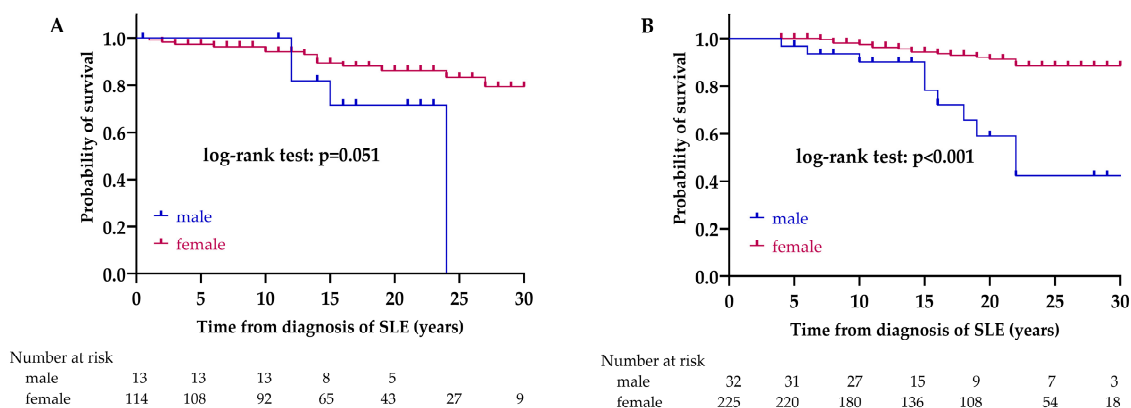 A
Probability of survival
1.0
0.8
0.6
0.4
0.2
0.0
log-rank test: p=0.051
male
female
0 5 10 15 20 25 30
Time from diagnosis of SLE (years)
Number at risk
male 13 13 13 8 5
female 114 108 92 65 43 27 9
B
Probability of survival
1.0
0.8
0.6
0.4
0.2
0.0
log-rank test: p<0.001
male
female
0 5 10 15 20 25 30
Time from diagnosis of SLE (years)
Number at risk
male 32 31 27 15 9 7 3
female 225 220 180 136 108 54 18